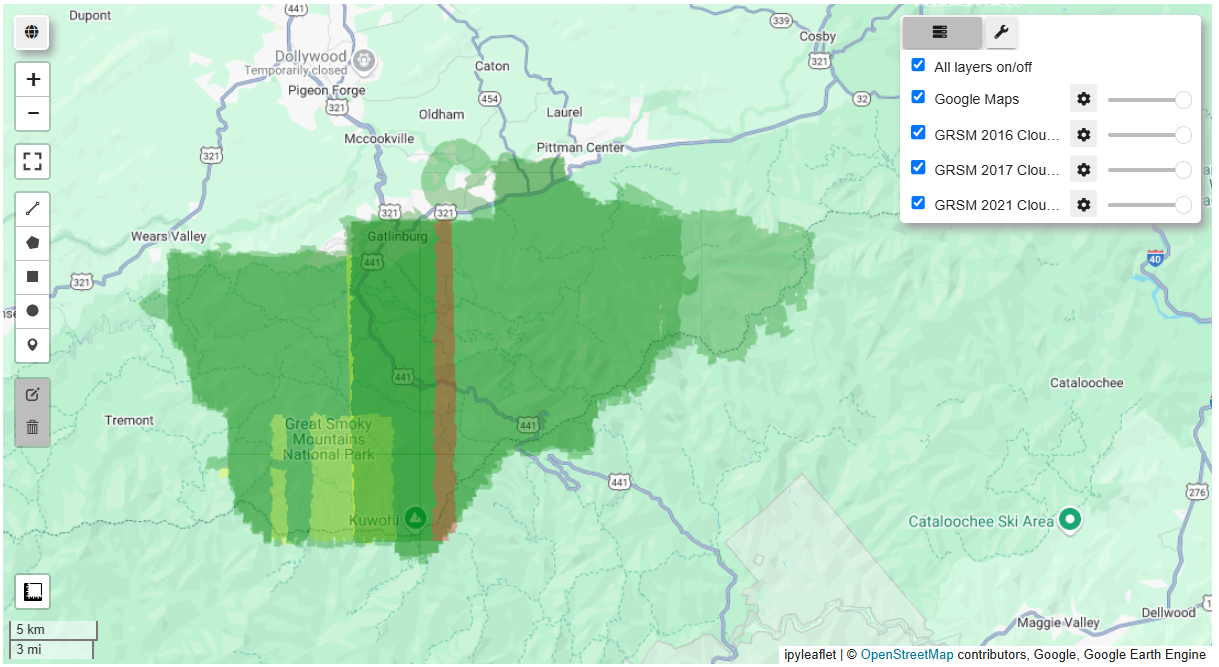 Dupont
441
339
Cosby
321
Dollywood
Temporarily closed
Caton
Pigeon Forge
321
454
32
Oldham
Laurel
Mccookville
Pittman Center
321
321
321
Wears Valley
Gatlinburg
441
321
40
441
Cataloochee
Tremont
Great Smoky
Mountains
National Park
441
441
276
Kuwohi
Cataloochee Ski Area
Dellwood
Maggie Valley
All layers on/off
Google Maps
GRSM 2016 Clou…
GRSM 2017 Clou…
GRSM 2021 Clou…
+
−
5 km
3 mi
ipyleaflet | © OpenStreetMap contributors, Google, Google Earth Engine